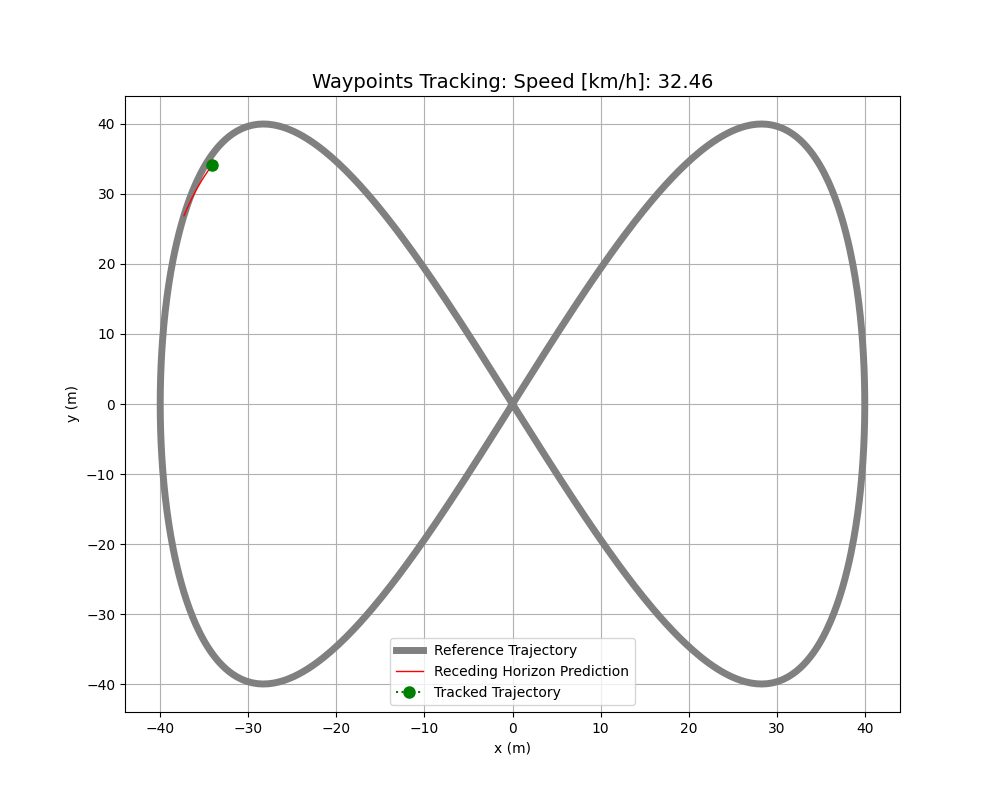 Waypoints Tracking: Speed [km/h]: 32.46
40
30
20
10
0
−10
−20
−30
−40
y (m)
Reference Trajectory
Receding Horizon Prediction
Tracked Trajectory
−40 −30 −20 −10 0 10 20 30 40
x (m)